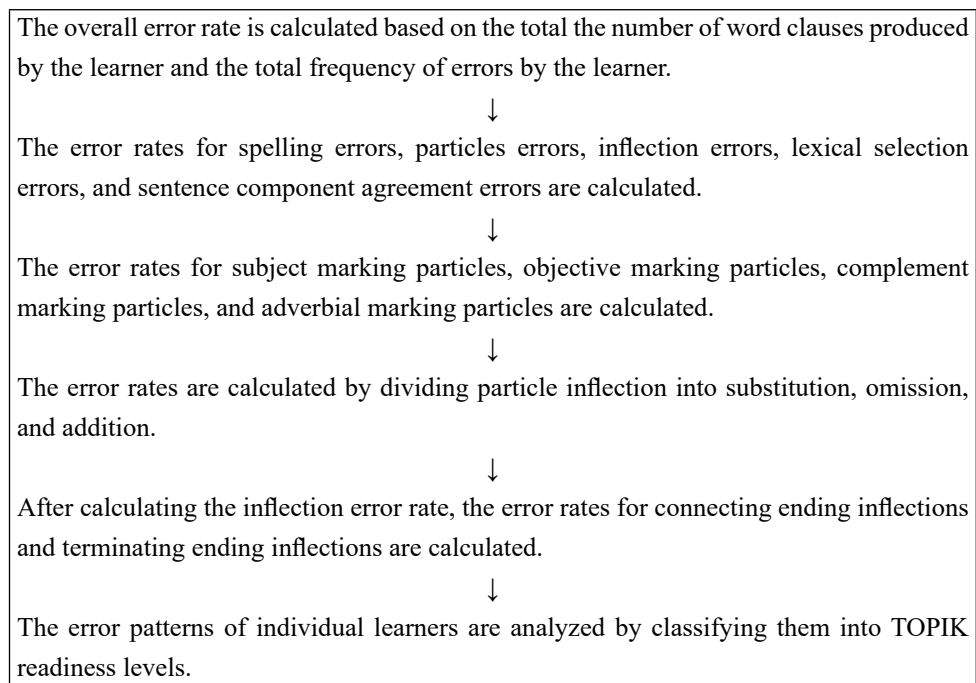 The overall error rate is calculated based on the total the number of word clauses produced
by the learner and the total frequency of errors by the learner.
↓
The error rates for spelling errors, particles errors, inflection errors, lexical selection
errors, and sentence component agreement errors are calculated.
↓
The error rates for subject marking particles, objective marking particles, complement
marking particles, and adverbial marking particles are calculated.
↓
The error rates are calculated by dividing particle inflection into substitution, omission,
and addition.
↓
After calculating the inflection error rate, the error rates for connecting ending inflections
and terminating ending inflections are calculated.
↓
The error patterns of individual learners are analyzed by classifying them into TOPIK
readiness levels.